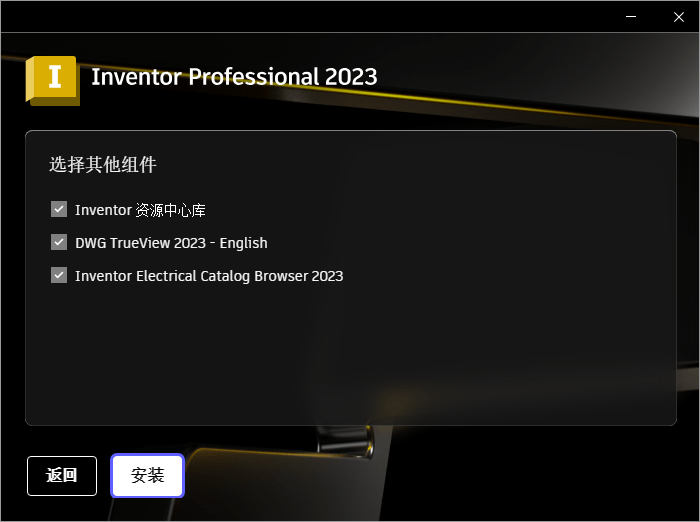 I
Inventor Professional 2023
选择其他组件
Inventor 资源中心库
DWG TrueView 2023 - English
Inventor Electrical Catalog Browser 2023
返回
安装